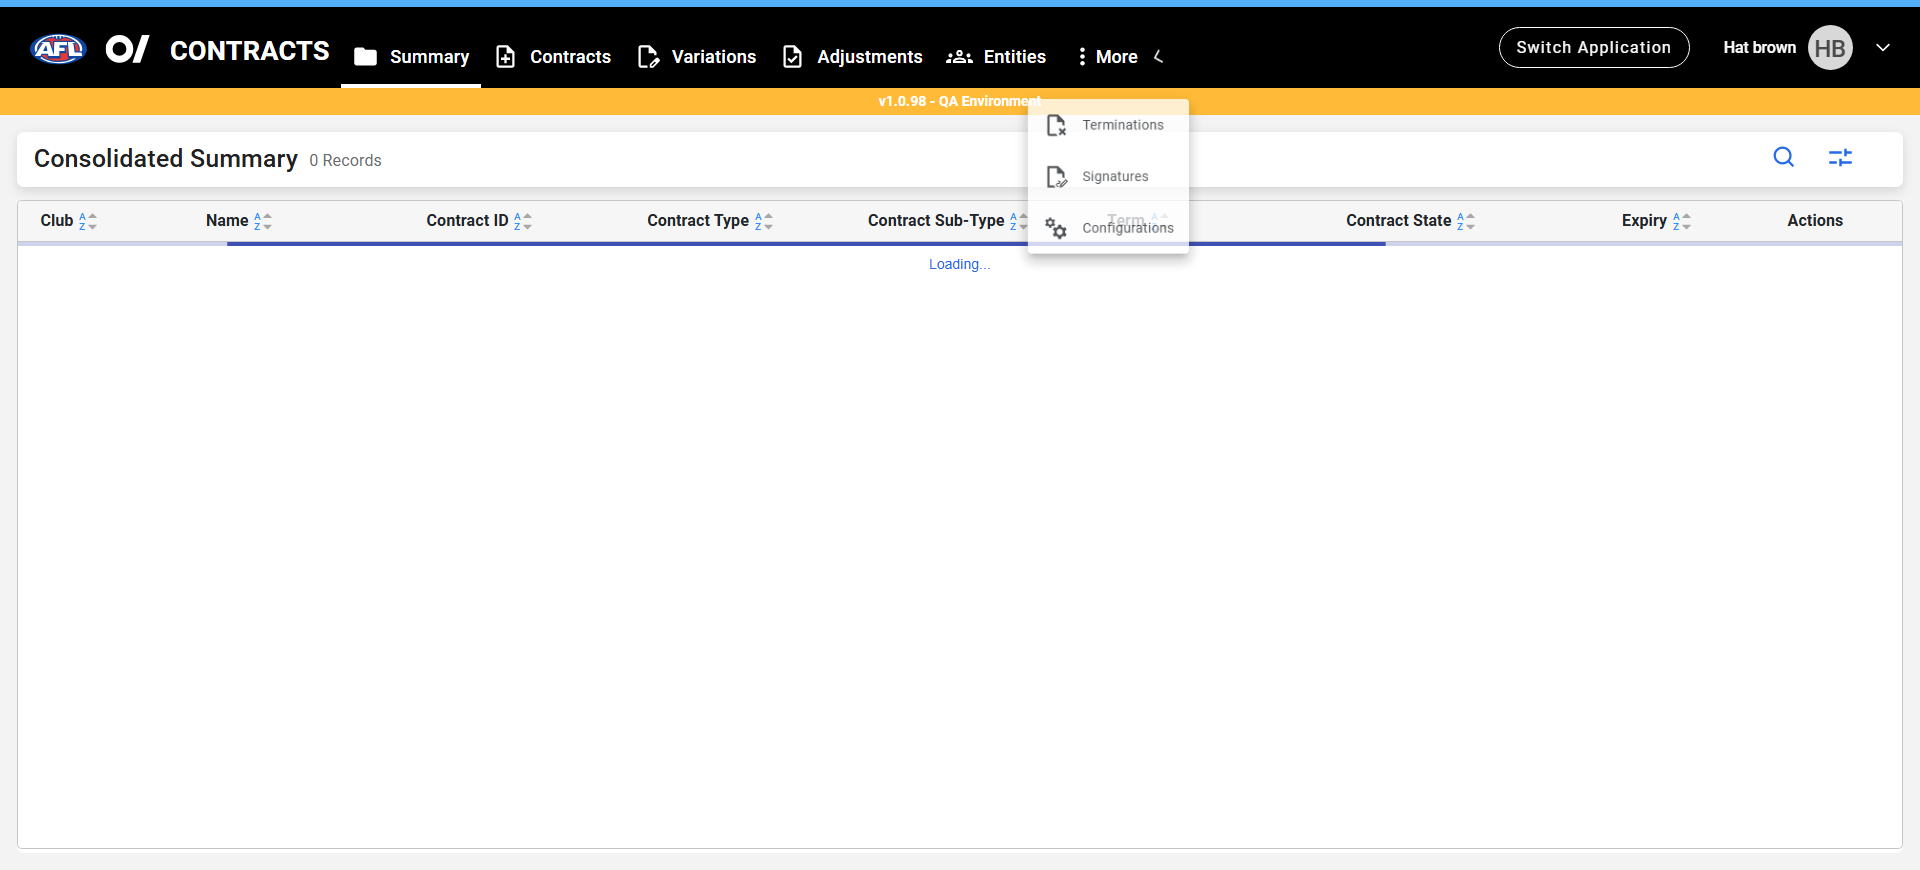 AFL O/ CONTRACTS Summary Contracts Variations Adjustments Entities More Switch Application Hat brown HB
v1.0.98 - QA Environment
Terminations
Consolidated Summary 0 Records
Signatures
Club Name Contract ID Contract Type Contract Sub-Type Term Contract State Expiry Actions
Configurations
Loading...